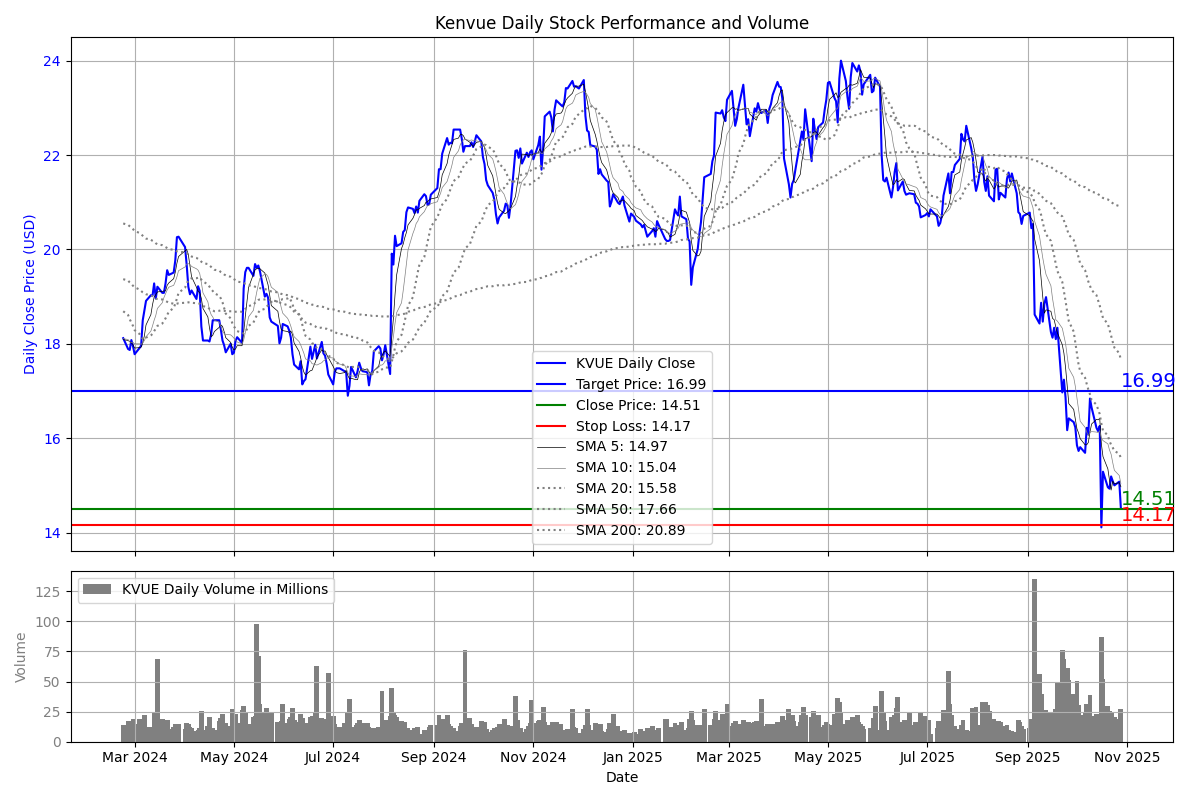 Kenvue Daily Stock Performance and Volume
Daily Close Price (USD)
24
22
20
18
16
14
KVUE Daily Close
Target Price: 16.99
Close Price: 14.51
Stop Loss: 14.17
SMA 5: 14.97
SMA 10: 15.04
SMA 20: 15.58
SMA 50: 17.66
SMA 200: 20.89
16.99
14.51
14.17
Volume
125
100
75
50
25
0
KVUE Daily Volume in Millions
Mar 2024 May 2024 Jul 2024 Sep 2024 Nov 2024 Jan 2025 Mar 2025 May 2025 Jul 2025 Sep 2025 Nov 2025
Date